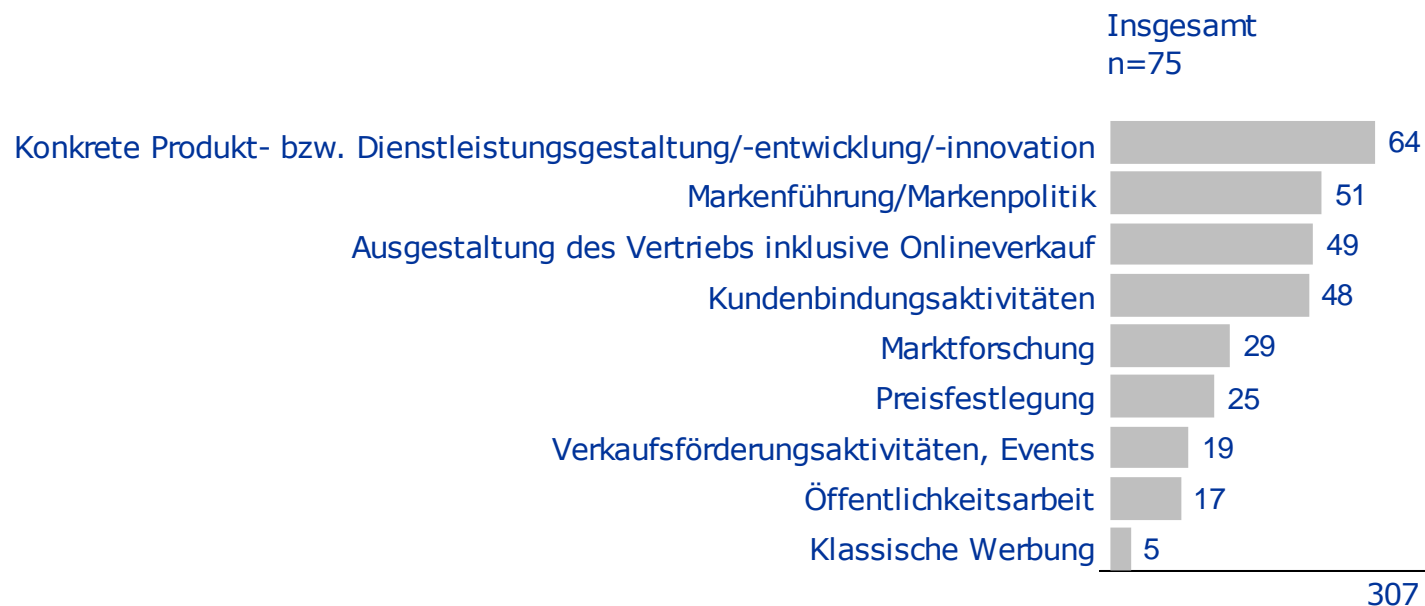 Insgesamt
n=75
Konkrete Produkt- bzw. Dienstleistungsgestaltung/-entwicklung/-innovation 64
Markenführung/Markenpolitik 51
Ausgestaltung des Vertriebs inklusive Onlineverkauf 49
Kundenbindungsaktivitäten 48
Marktforschung 29
Preisfestlegung 25
Verkaufsförderungsaktivitäten, Events 19
Öffentlichkeitsarbeit 17
Klassische Werbung 5
307